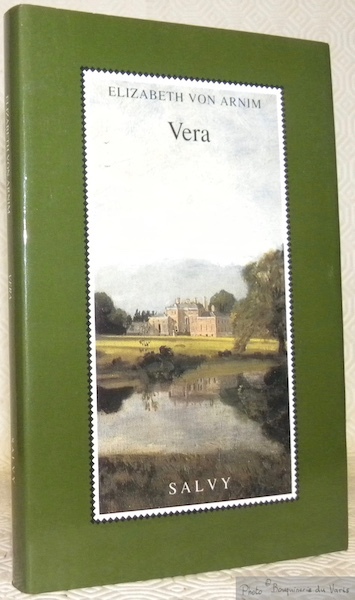 ELIZABETH VON ARNIM
Vera
SALVY
Photo © Bouquinerie du Varis